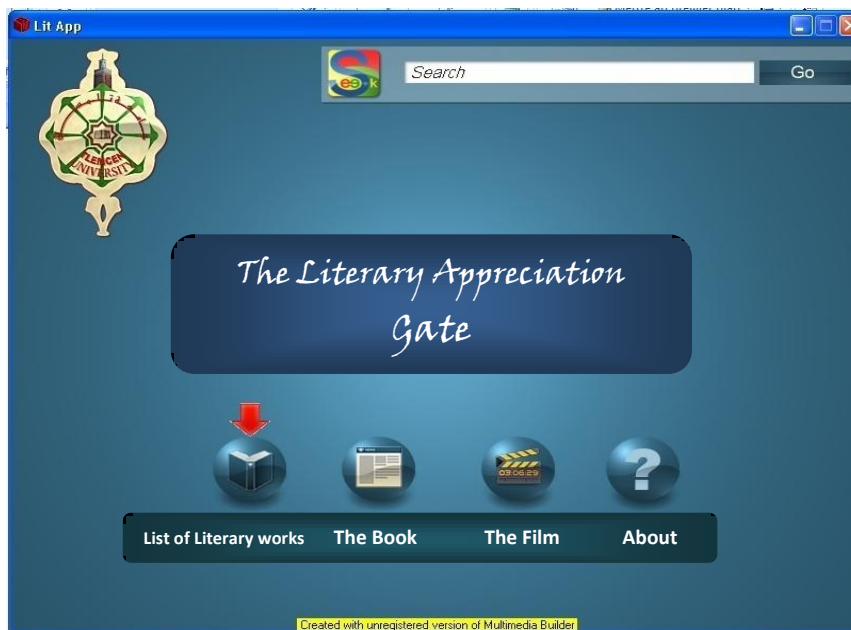 Lit App
Seek
Search
Go
TLEMCEN
UNIVERSITY
The Literary Appreciation
Gate
03:06:29
List of Literary works
The Book
The Film
About
Created with unregistered version of Multimedia Builder